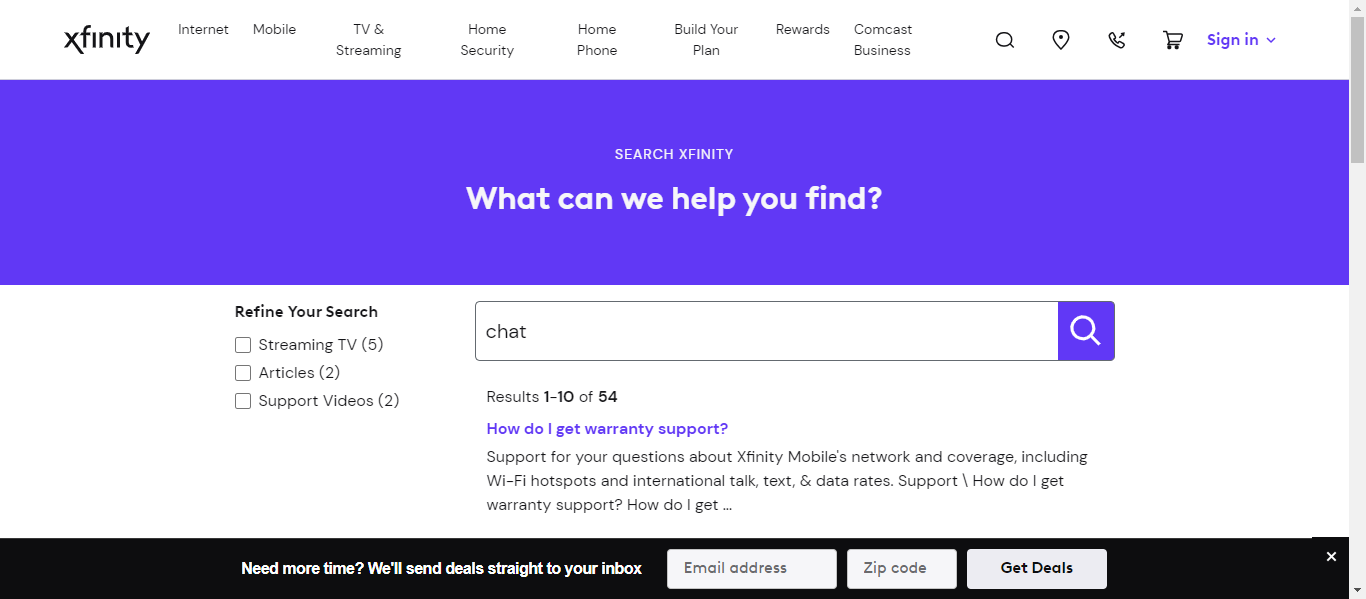 xfinity
Internet
Mobile
TV &
Streaming
Home
Security
Home
Phone
Build Your
Plan
Rewards
Comcast
Business
Sign in
SEARCH XFINITY
What can we help you find?
Refine Your Search
Streaming TV (5)
Articles (2)
Support Videos (2)
chat
Results 1-10 of 54
How do I get warranty support?
Support for your questions about Xfinity Mobile's network and coverage, including
Wi-Fi hotspots and international talk, text, & data rates. Support \ How do I get
warranty support? How do I get ...
Need more time? We'll send deals straight to your inbox
Email address
Zip code
Get Deals